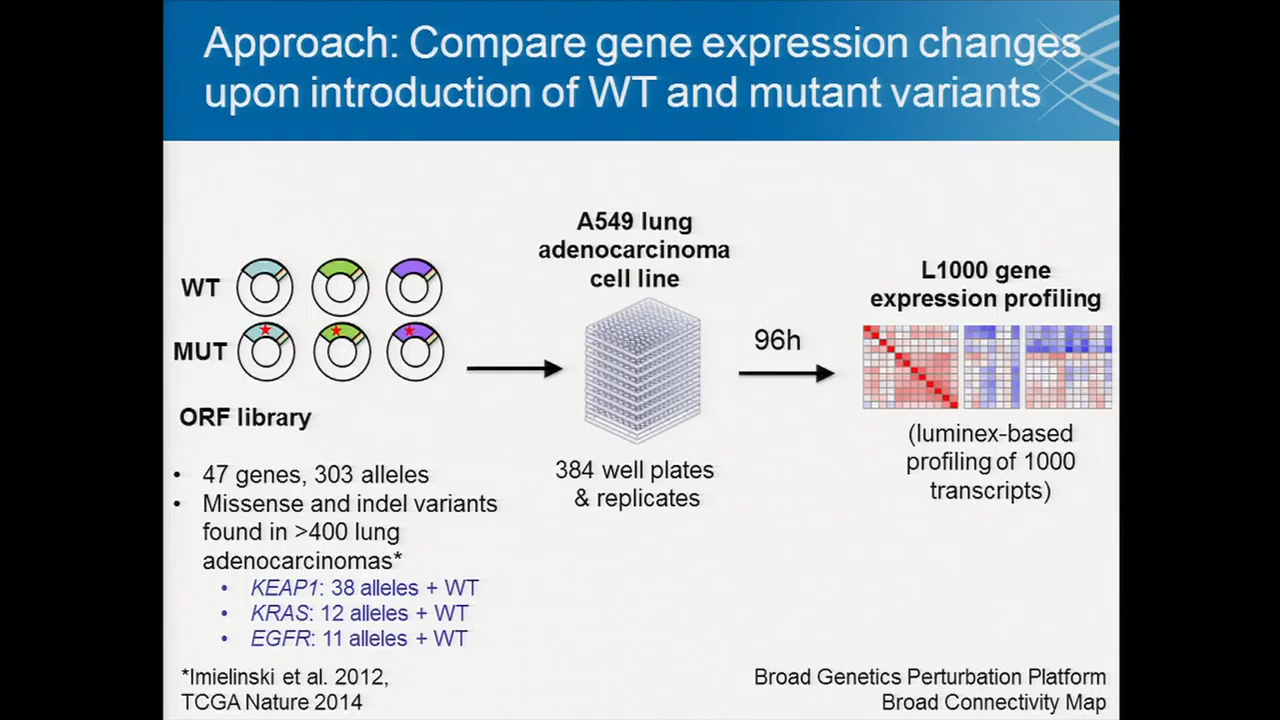 Approach: Compare gene expression changes
upon introduction of WT and mutant variants
WT
MUT
ORF library
• 47 genes, 303 alleles
• Missense and indel variants
found in >400 lung
adenocarcinomas*
• KEAP1: 38 alleles + WT
• KRAS: 12 alleles + WT
• EGFR: 11 alleles + WT
*Imielinski et al. 2012,
TCGA Nature 2014
A549 lung
adenocarcinoma
cell line
384 well plates
& replicates
96h
L1000 gene
expression profiling
(luminex-based
profiling of 1000
transcripts)
Broad Genetics Perturbation Platform
Broad Connectivity Map